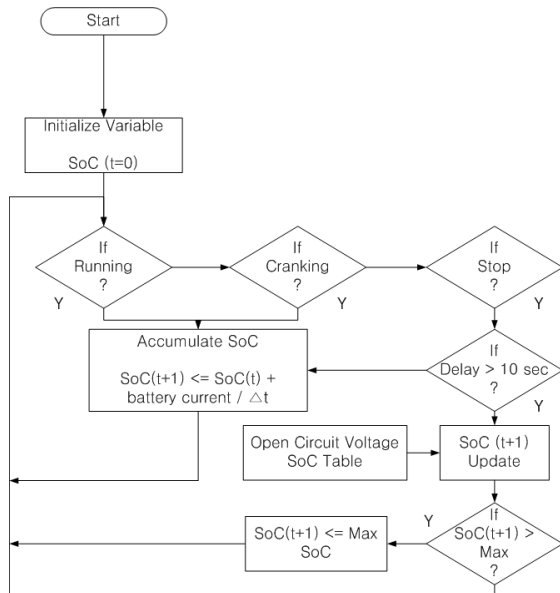 Start
Initialize Variable
SoC (t=0)
If
Running
?
Y
If
Cranking
?
Y
If
Stop
?
Y
Accumulate SoC
SoC(t+1) <= SoC(t) +
battery current / △t
If
Delay > 10 sec
?
Y
Open Circuit Voltage
SoC Table
SoC (t+1)
Update
SoC(t+1) <= Max
SoC
Y
If
SoC(t+1) >
Max
?